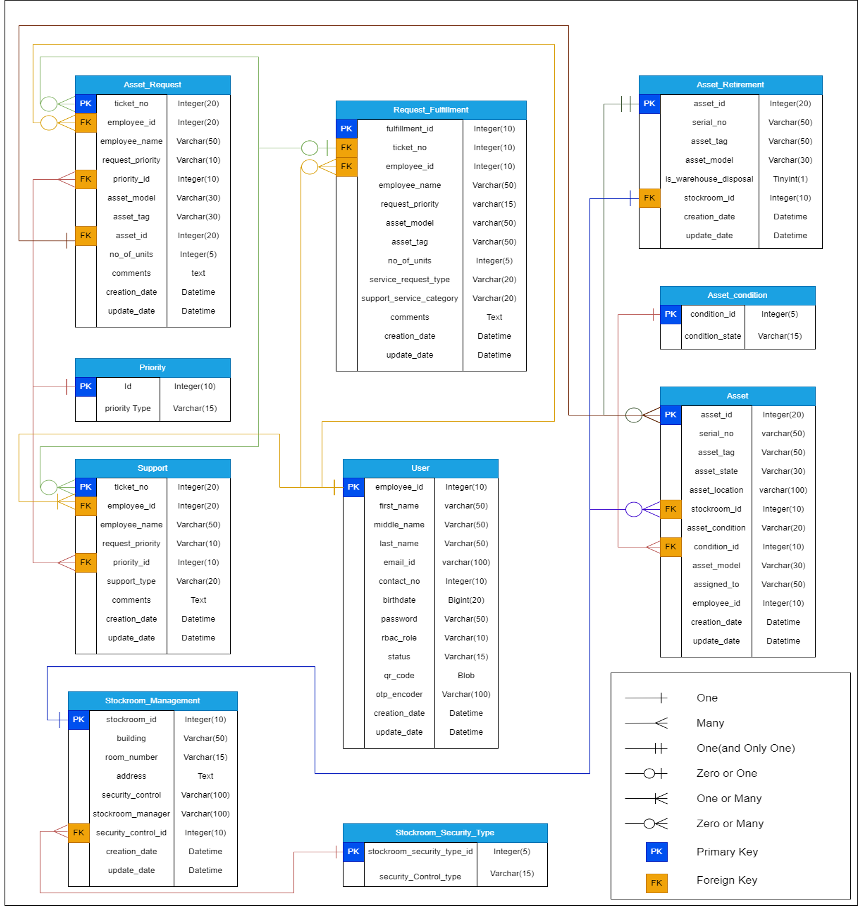 Asset_Request
PK ticket_no Integer(20)
FK employee_id Integer(20)
employee_name Varchar(50)
request_priority Varchar(10)
FK priority_id Integer(10)
asset_model Varchar(30)
asset_tag Varchar(30)
FK asset_id Integer(20)
no_of_units Integer(5)
comments text
creation_date Datetime
update_date Datetime
Request_Fulfillment
PK fulfillment_id Integer(10)
FK ticket_no Integer(10)
FK employee_id Integer(10)
employee_name Varchar(50)
request_priority varchar(15)
asset_model varchar(50)
asset_tag Varchar(50)
no_of_units Integer(5)
service_request_type Varchar(20)
support_service_category Varchar(20)
comments Text
creation_date Datetime
update_date Datetime
Asset_Retirement
PK asset_id Integer(20)
serial_no Varchar(50)
asset_tag Varchar(50)
asset_model Varchar(30)
is_warehouse_disposal Tinyint(1)
FK stockroom_id Integer(10)
creation_date Datetime
update_date Datetime
Asset_condition
PK condition_id Integer(5)
condition_state Varchar(15)
Priority
PK Id Integer(10)
priority Type Varchar(15)
Asset
PK asset_id Integer(20)
serial_no varchar(50)
asset_tag Varchar(50)
asset_state Varchar(30)
asset_location varchar(100)
FK stockroom_id Integer(10)
asset_condition Varchar(20)
FK condition_id Integer(10)
asset_model Varchar(30)
assigned_to Varchar(50)
employee_id Integer(10)
creation_date Datetime
update_date Datetime
Support
PK ticket_no Integer(20)
FK employee_id Integer(20)
employee_name Varchar(50)
request_priority Varchar(10)
FK priority_id Integer(10)
support_type Varchar(20)
comments Text
creation_date Datetime
update_date Datetime
User
PK employee_id Integer(10)
first_name varchar(50)
middle_name Varchar(50)
last_name Varchar(50)
email_id varchar(100)
contact_no Integer(10)
birthdate Bigint(20)
password Varchar(50)
rbac_role Varchar(10)
status Varchar(15)
qr_code Blob
otp_encoder Varchar(100)
creation_date Datetime
update_date Datetime
Stockroom_Management
PK stockroom_id Integer(10)
building Varchar(50)
room_number Varchar(15)
address Text
security_control Varchar(100)
stockroom_manager Varchar(100)
FK security_control_id Integer(10)
creation_date Datetime
update_date Datetime
Stockroom_Security_Type
PK stockroom_security_type_id Integer(5)
security_Control_type Varchar(15)
One
Many
One(and Only One)
Zero or One
One or Many
Zero or Many
PK Primary Key
FK Foreign Key